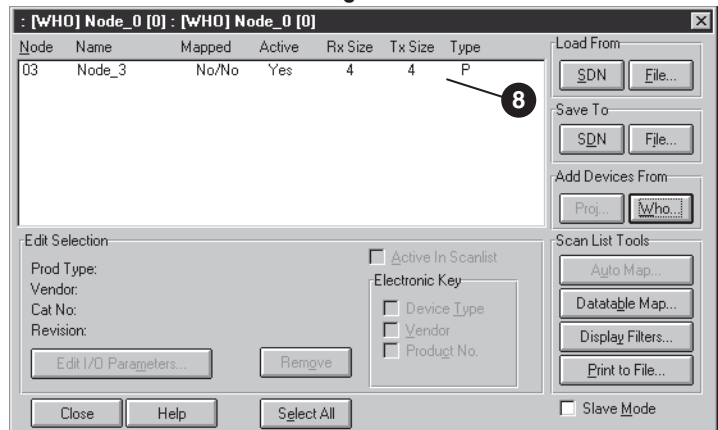 : [WHO] Node_0 [0] : [WHO] Node_0 [0]
Node Name Mapped Active Rx Size Tx Size Type
03 Node_3 No/No Yes 4 4 P
8
Load From
SDN File...
Save To
SDN File...
Add Devices From
Proj... Who...
Edit Selection
Prod Type:
Vendor:
Cat No:
Revision:
Edit I/O Parameters... Remove
Active In Scanlist
Electronic Key
Device Type
Vendor
Product No.
Scan List Tools
Auto Map...
Datatable Map...
Display Filters...
Print to File...
Close Help Select All
Slave Mode